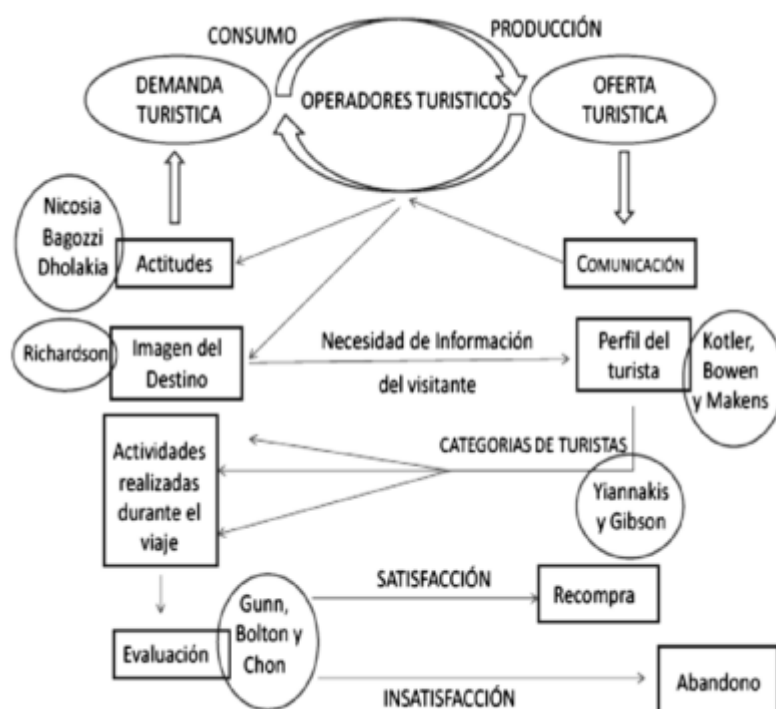 CONSUMO
PRODUCCIÓN
DEMANDA
TURISTICA
OPERADORES TURISTICOS
OFERTA
TURISTICA
Nicosia
Bagozzi
Dholakia
Actitudes
COMUNICACIÓN
Richardson
Imagen del
Destino
Necesidad de Información
del visitante
Perfil del
turista
Kotler,
Bowen
y Makens
Actividades
realizadas
durante el
viaje
CATEGORIAS DE TURISTAS
Yiannakis
y Gibson
Evaluación
Gunn,
Bolton y
Chon
SATISFACCIÓN
Recompra
INSATISFACCIÓN
Abandono